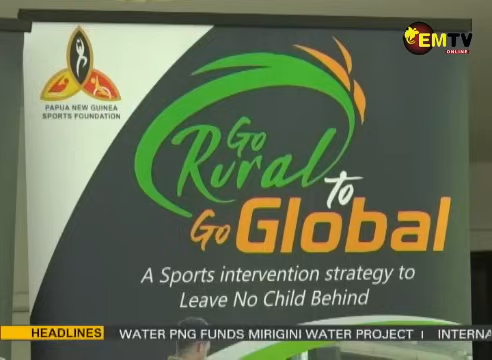 EMTV
ONLINE
PAPUA NEW GUINEA
SPORTS FOUNDATION
Go
Rural
to
Go Global
A Sports intervention strategy to
Leave No Child Behind
HEADLINES
WATER PNG FUNDS MIRIGINI WATER PROJECT | INTERNA